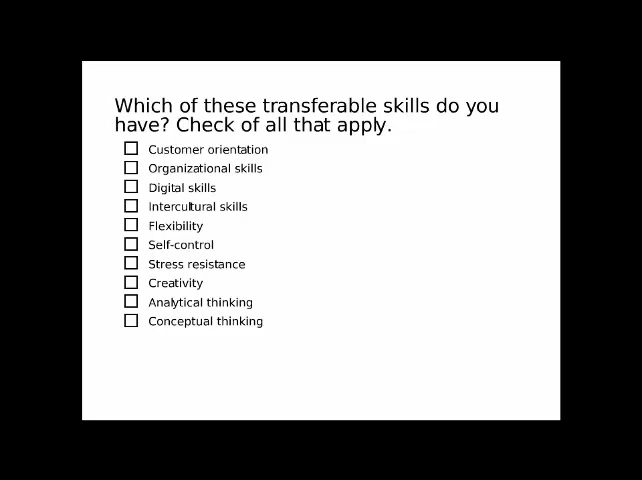 Which of these transferable skills do you
have? Check of all that apply.
Customer orientation
Organizational skills
Digital skills
Intercultural skills
Flexibility
Self-control
Stress resistance
Creativity
Analytical thinking
Conceptual thinking